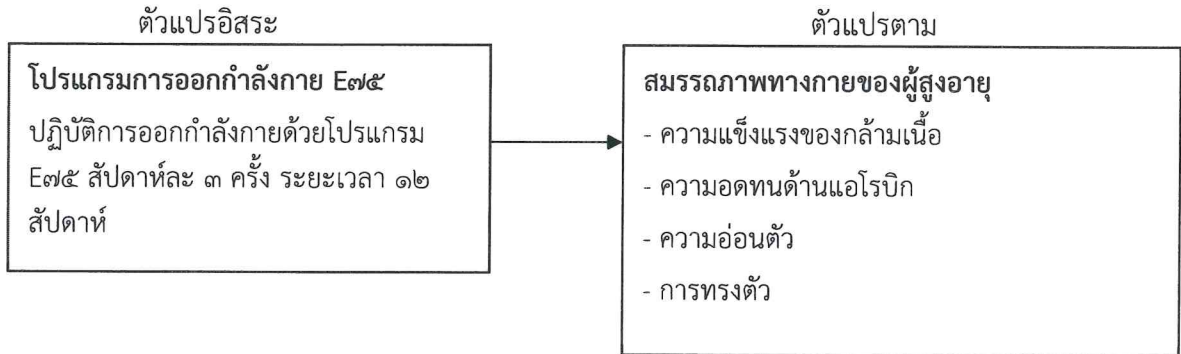 ตัวแปรอิสระ
โปรแกรมการออกกำลังกาย E๗๕
ปฏิบัติการออกกำลังกายด้วยโปรแกรม
E๗๕ สัปดาห์ละ ๓ ครั้ง ระยะเวลา ๑๒
สัปดาห์
ตัวแปรตาม
สมรรถภาพทางกายของผู้สูงอายุ
- ความแข็งแรงของกล้ามเนื้อ
- ความอดทนด้านแอโรบิก
- ความอ่อนตัว
- การทรงตัว